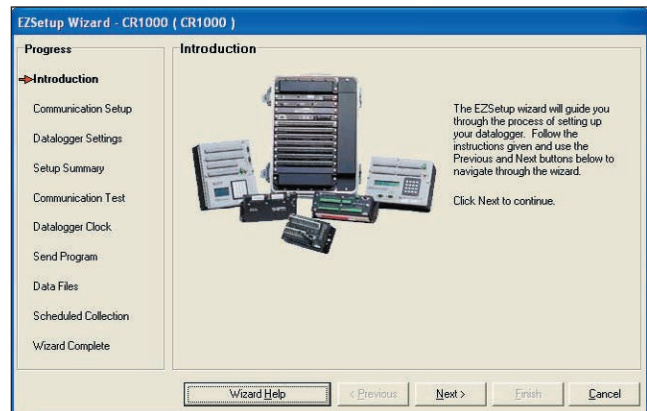 EZSetup Wizard - CR1000 ( CR1000 )
Progress
Introduction
Communication Setup
Datalogger Settings
Setup Summary
Communication Test
Datalogger Clock
Send Program
Data Files
Scheduled Collection
Wizard Complete
Introduction
The EZSetup wizard will guide you
through the process of setting up
your datalogger. Follow the
instructions given and use the
Previous and Next buttons below to
navigate through the wizard.
Click Next to continue.
Wizard Help
< Previous
Next >
Finish
Cancel